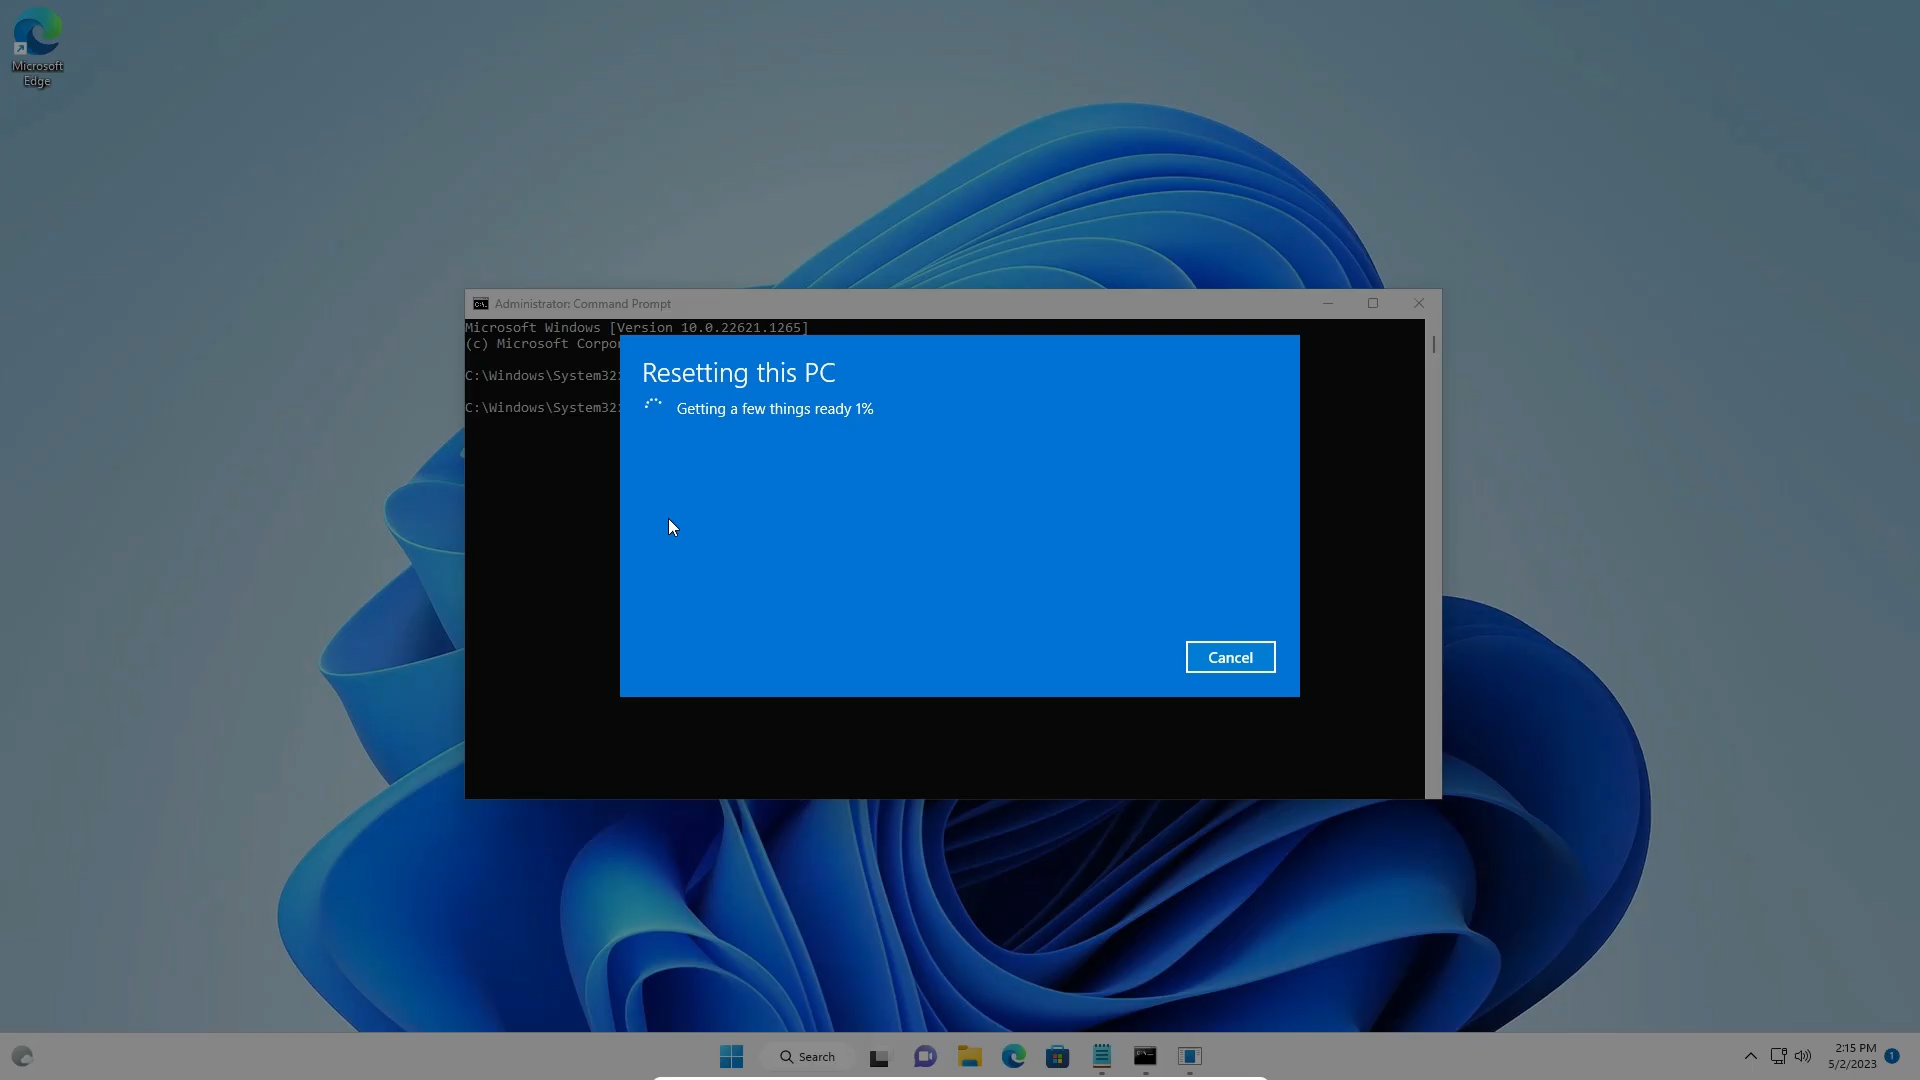 Microsoft
Edge
Administrator: Command Prompt
Microsoft Windows [Version 10.0.22621.1265]
(c) Microsoft Corpor
C:\Windows\System32>
C:\Windows\System32>
Resetting this PC
Getting a few things ready 1%
Cancel
Search
2:15 PM
5/2/2023
1